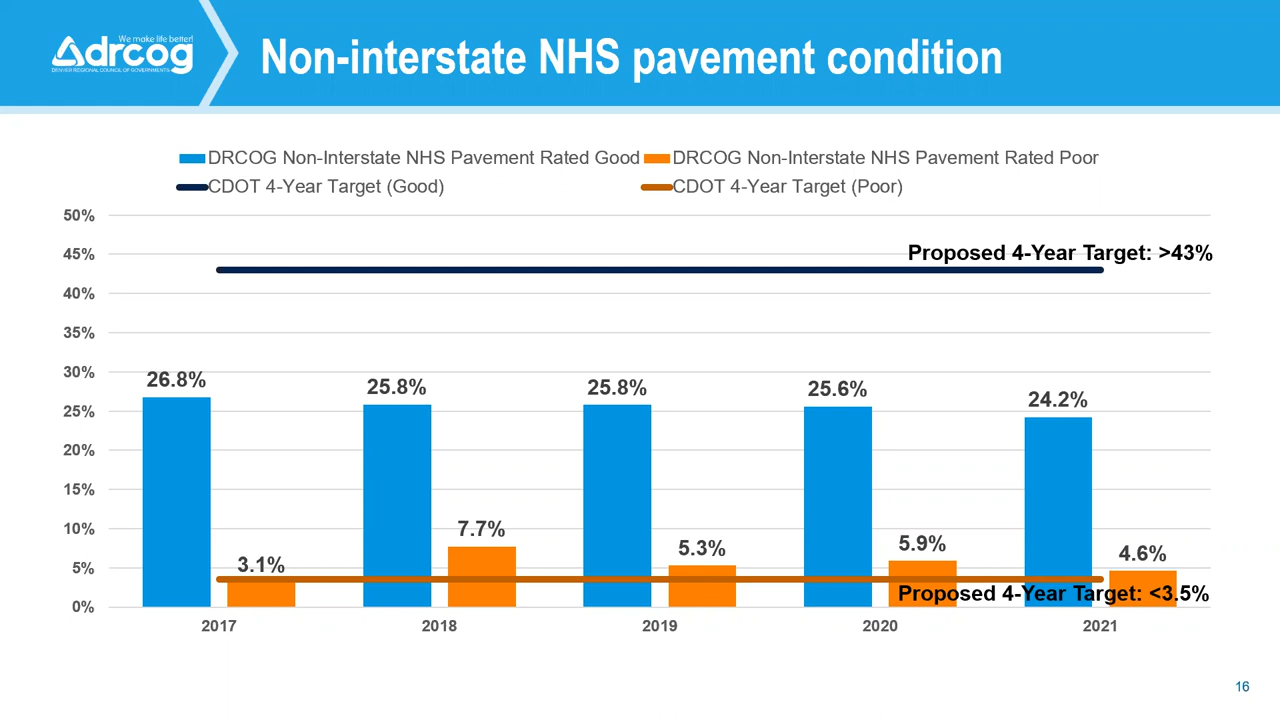 We make life better!
drcog
DENVER REGIONAL COUNCIL OF GOVERNMENTS
Non-interstate NHS pavement condition
DRCOG Non-Interstate NHS Pavement Rated Good DRCOG Non-Interstate NHS Pavement Rated Poor
CDOT 4-Year Target (Good) CDOT 4-Year Target (Poor)
50%
45%
Proposed 4-Year Target: >43%
40%
35%
30%
26.8% 25.8% 25.8% 25.6% 24.2%
25%
20%
15%
10%
3.1% 7.7% 5.3% 5.9% 4.6%
5%
Proposed 4-Year Target: <3.5%
0%
2017 2018 2019 2020 2021
16